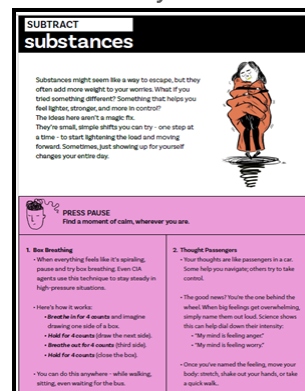 SUBTRACT
substances
Substances might seem like a way to escape, but they
often add more weight to your worries. What if you
tried something different? Something that helps you
feel lighter, stronger, and more in control?
The ideas here aren't a magic fix.
They're small, simple shifts you can try - one step at
a time - to start lightening the load and moving
forward. Sometimes, just showing up for yourself
changes your entire day.
PRESS PAUSE
Find a moment of calm, wherever you are.
1. Box Breathing
• When everything feels like it's spiraling,
pause and try box breathing. Even CIA
agents use this technique to stay steady in
high-pressure situations.
• Here's how it works:
• Breathe in for 4 counts and imagine
drawing one side of a box.
• Hold for 4 counts (draw the next side).
• Breathe out for 4 counts (third side).
• Hold for 4 counts (close the box).
• You can do this anywhere - while walking,
sitting, even waiting for the bus.
2. Thought Passengers
• Your thoughts are like passengers in a car.
Some help you navigate; others try to take
control.
• The good news? You're the one behind the
wheel. When big feelings get overwhelming,
simply name them out loud. Science shows
this can help dial down their intensity:
• "My mind is feeling anger."
• "My mind is feeling worry."
• Once you've named the feeling, move your
body: stretch, shake out your hands, or take
a quick walk.